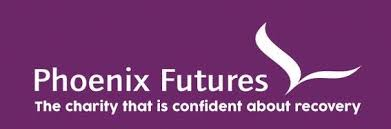 Phoenix Futures
The charity that is confident about recovery